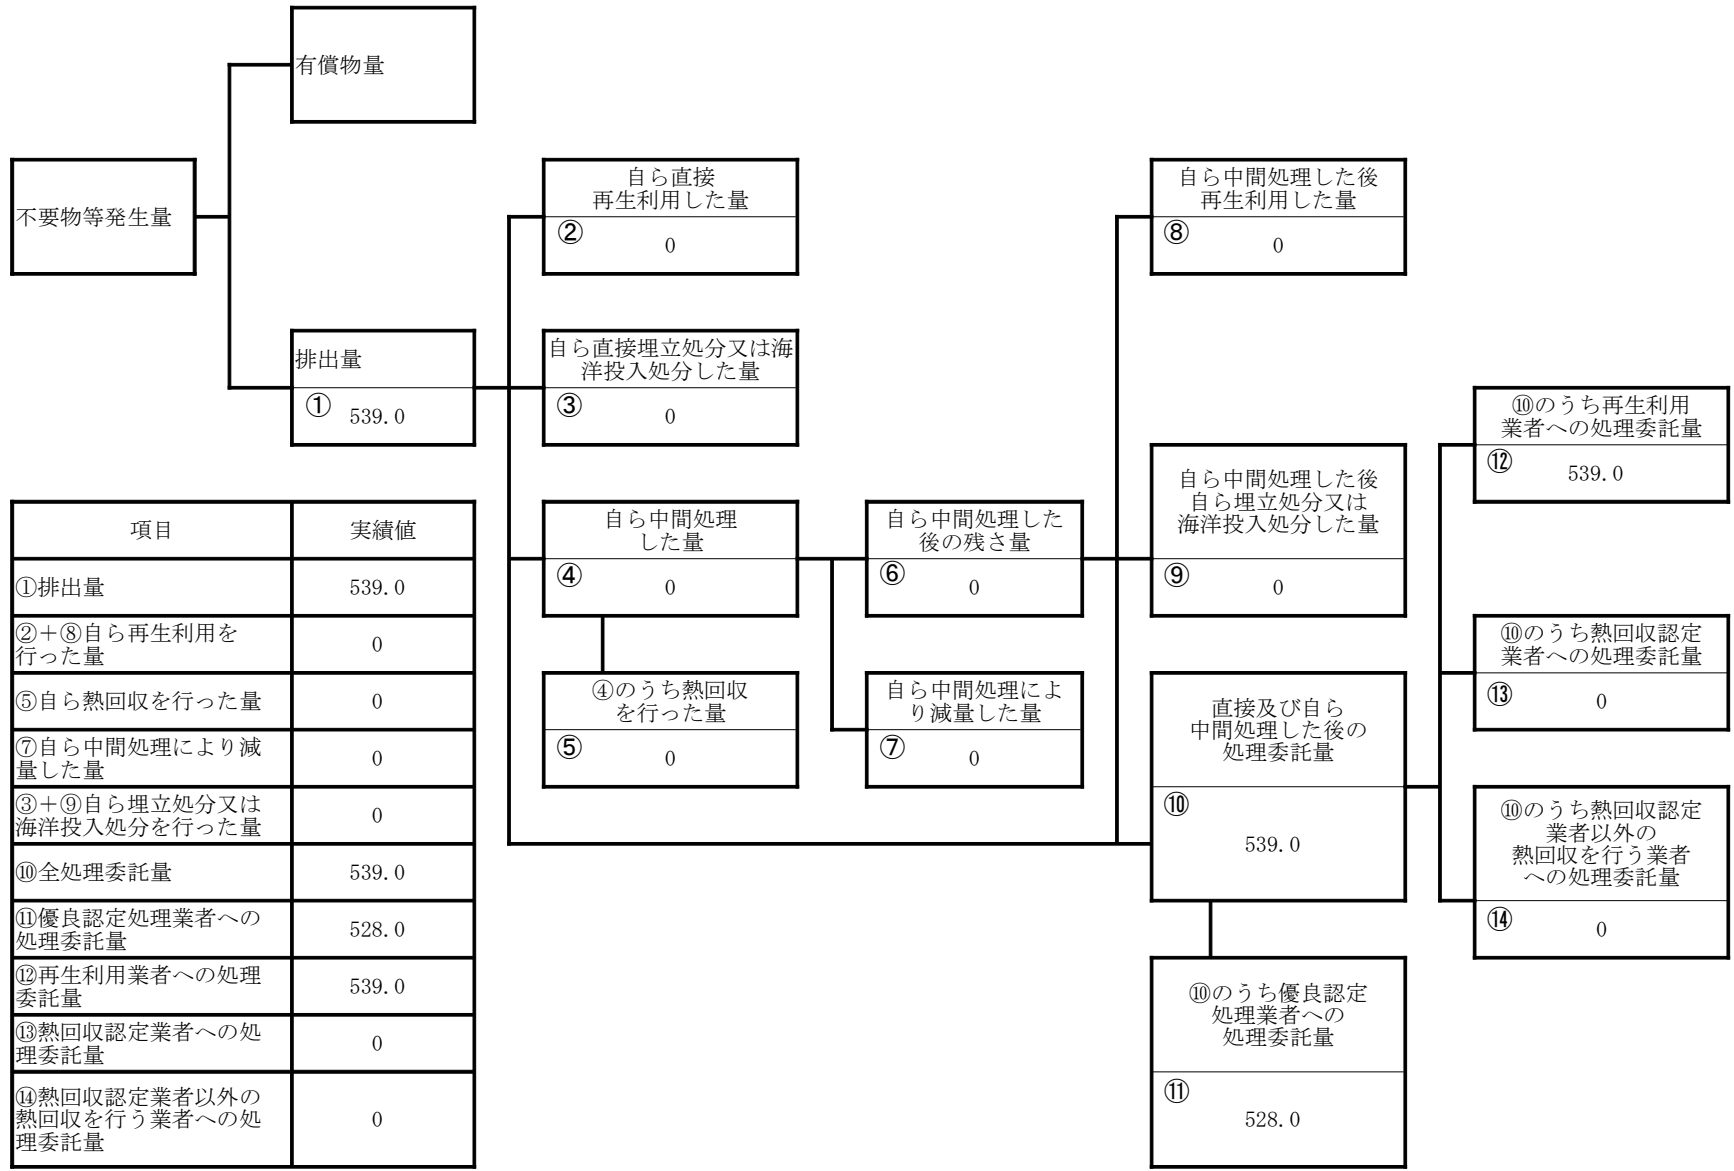 有償物量
不要物等発生量
排出量
① 539.0
自ら直接
再生利用した量
② 0
自ら直接埋立処分又は海
洋投入処分した量
③ 0
自ら中間処理
した量
④ 0
④のうち熱回収
を行った量
⑤ 0
自ら中間処理した
後の残さ量
⑥ 0
自ら中間処理によ
り減量した量
⑦ 0
自ら中間処理した後
再生利用した量
⑧ 0
自ら中間処理した後
自ら埋立処分又は
海洋投入処分した量
⑨ 0
直接及び自ら
中間処理した後の
処理委託量
⑩
539.0
⑩のうち優良認定
処理業者への
処理委託量
⑪
528.0
⑩のうち再生利用
業者への処理委託量
⑫ 539.0
⑩のうち熱回収認定
業者への処理委託量
⑬ 0
⑩のうち熱回収認定
業者以外の
熱回収を行う業者
への処理委託量
⑭ 0
項目 実績値
①排出量 539.0
②＋⑧自ら再生利用を
行った量 0
⑤自ら熱回収を行った量 0
⑦自ら中間処理により減
量した量 0
③＋⑨自ら埋立処分又は
海洋投入処分を行った量 0
⑩全処理委託量 539.0
⑪優良認定処理業者への
処理委託量 528.0
⑫再生利用業者への処理
委託量 539.0
⑬熱回収認定業者への処
理委託量 0
⑭熱回収認定業者以外の
熱回収を行う業者への処
理委託量 0